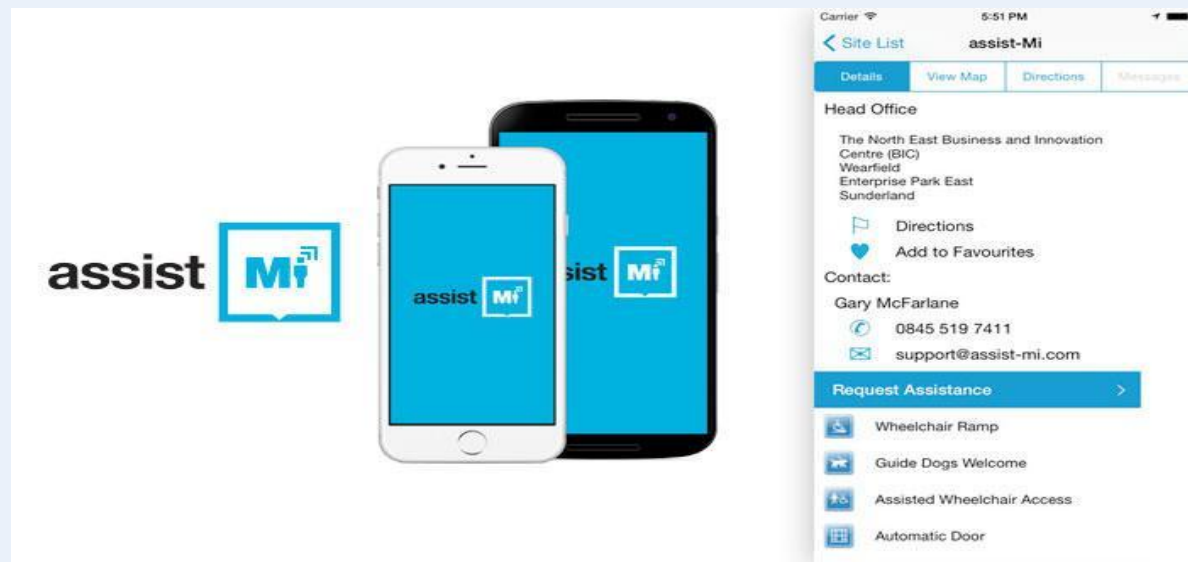 assist Mi
assist Mi
sist Mi
Carrier 5:51 PM
Site List assist-Mi
Details View Map Directions Messages
Head Office
The North East Business and Innovation
Centre (BIC)
Wearfield
Enterprise Park East
Sunderland
Directions
Add to Favourites
Contact:
Gary McFarlane
0845 519 7411
support@assist-mi.com
Request Assistance
Wheelchair Ramp
Guide Dogs Welcome
Assisted Wheelchair Access
Automatic Door